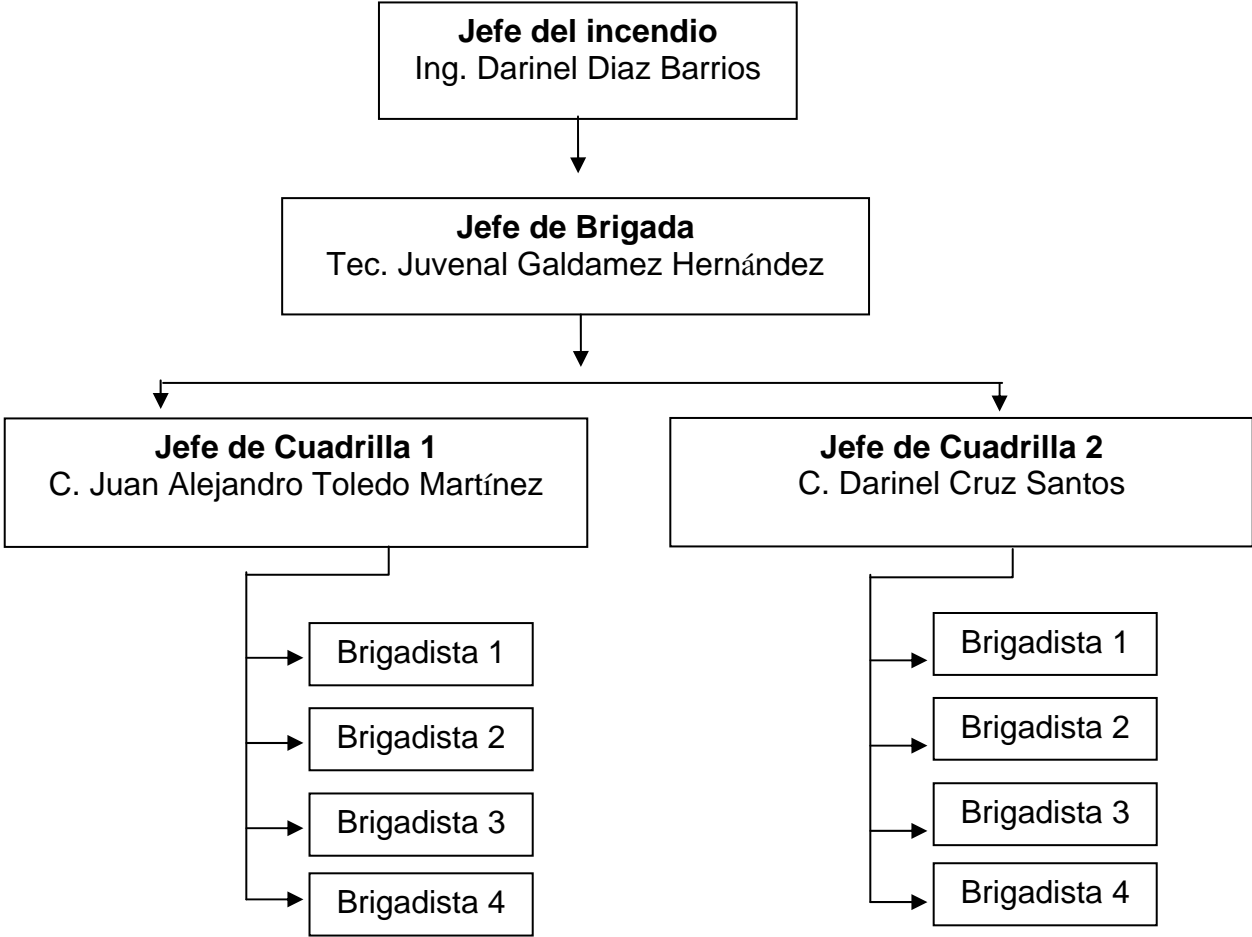 Jefe del incendio
Ing. Darinel Diaz Barrios
Jefe de Brigada
Tec. Juvenal Galdamez Hernández
Jefe de Cuadrilla 1
C. Juan Alejandro Toledo Martínez
Jefe de Cuadrilla 2
C. Darinel Cruz Santos
Brigadista 1
Brigadista 2
Brigadista 3
Brigadista 4
Brigadista 1
Brigadista 2
Brigadista 3
Brigadista 4